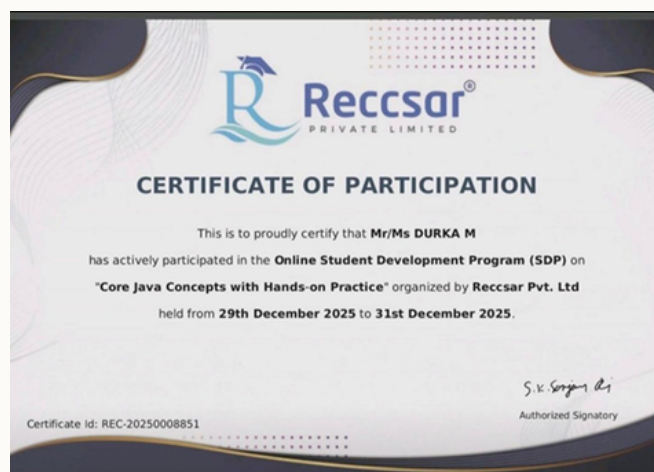 Reccsar®
PRIVATE LIMITED
CERTIFICATE OF PARTICIPATION
This is to proudly certify that Mr/Ms DURKA M
has actively participated in the Online Student Development Program (SDP) on
"Core Java Concepts with Hands-on Practice" organized by Reccsar Pvt. Ltd
held from 29th December 2025 to 31st December 2025.
S.K.
Authorized Signatory
Certificate Id: REC-20250008851